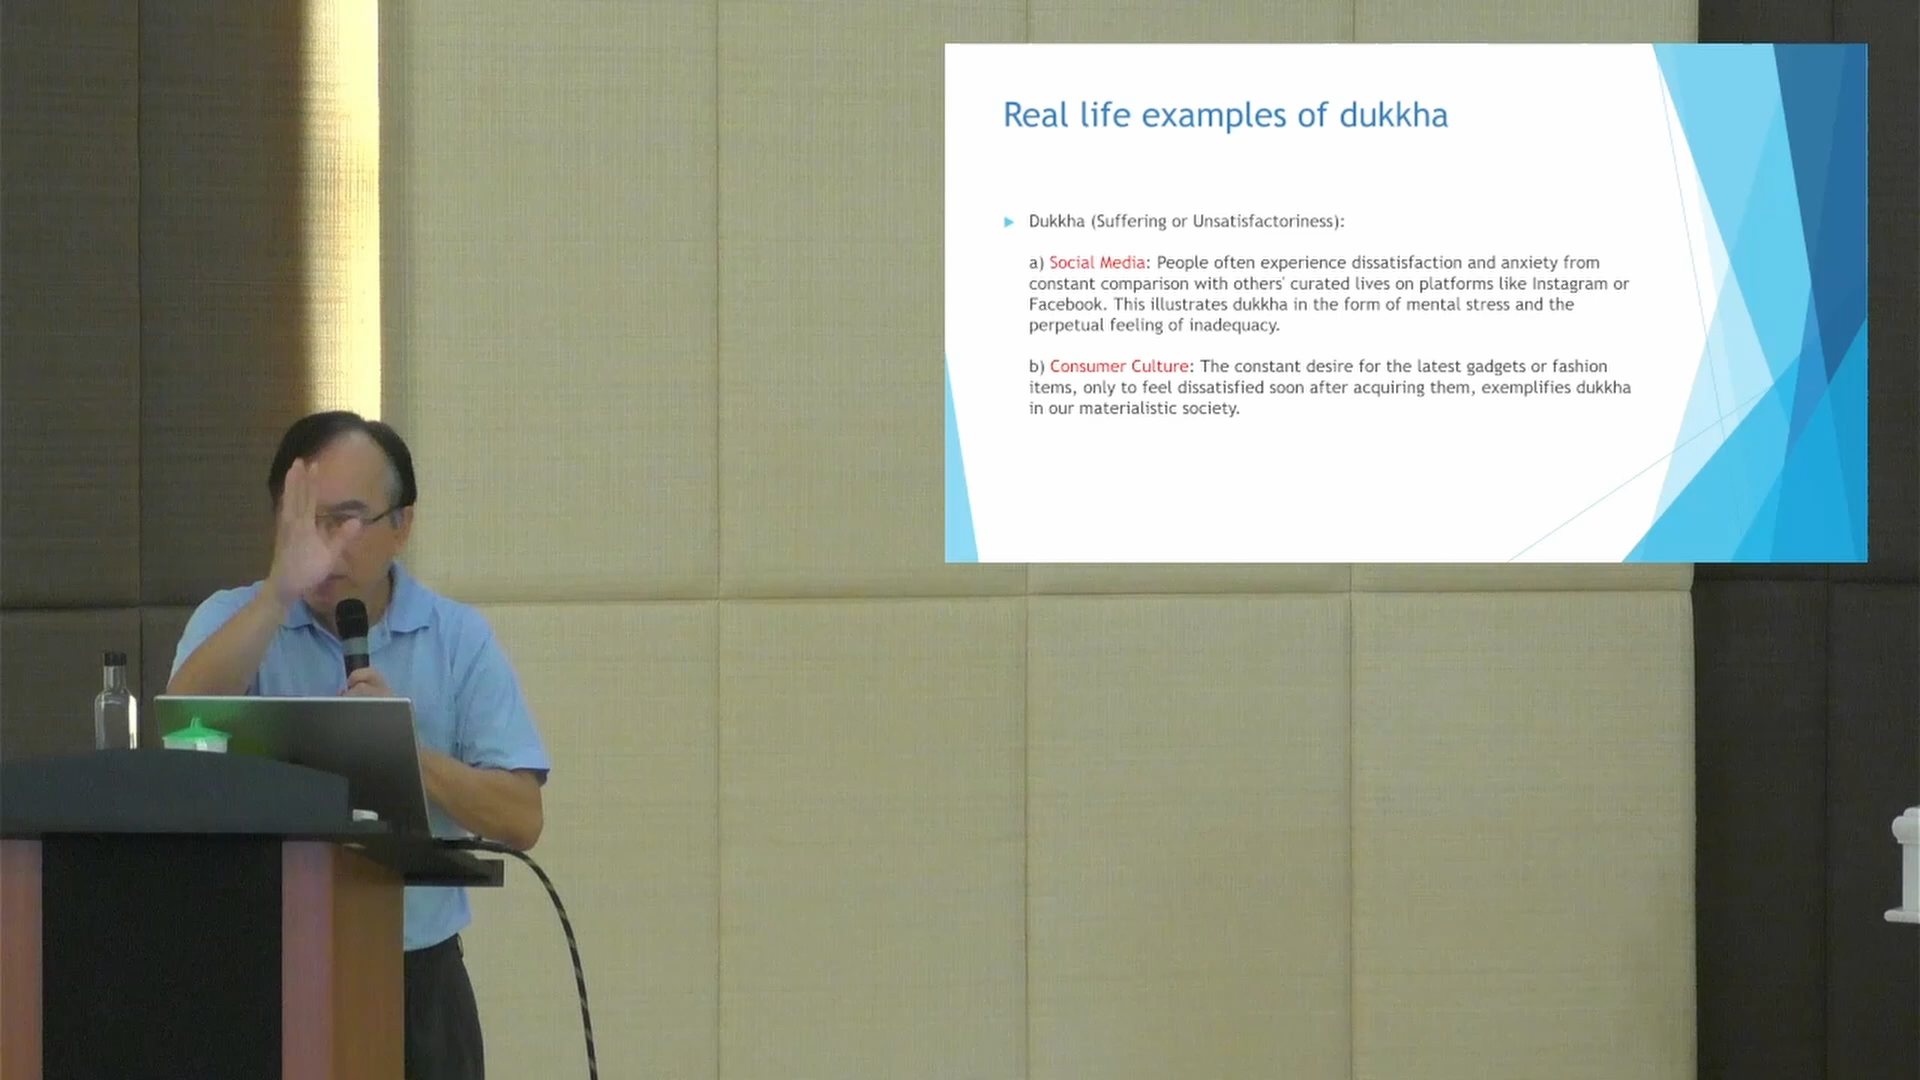 Real life examples of dukkha
Dukkha (Suffering or Unsatisfactoriness):
a) Social Media: People often experience dissatisfaction and anxiety from
constant comparison with others' curated lives on platforms like Instagram or
Facebook. This illustrates dukkha in the form of mental stress and the
perpetual feeling of inadequacy.
b) Consumer Culture: The constant desire for the latest gadgets or fashion
items, only to feel dissatisfied soon after acquiring them, exemplifies dukkha
in our materialistic society.